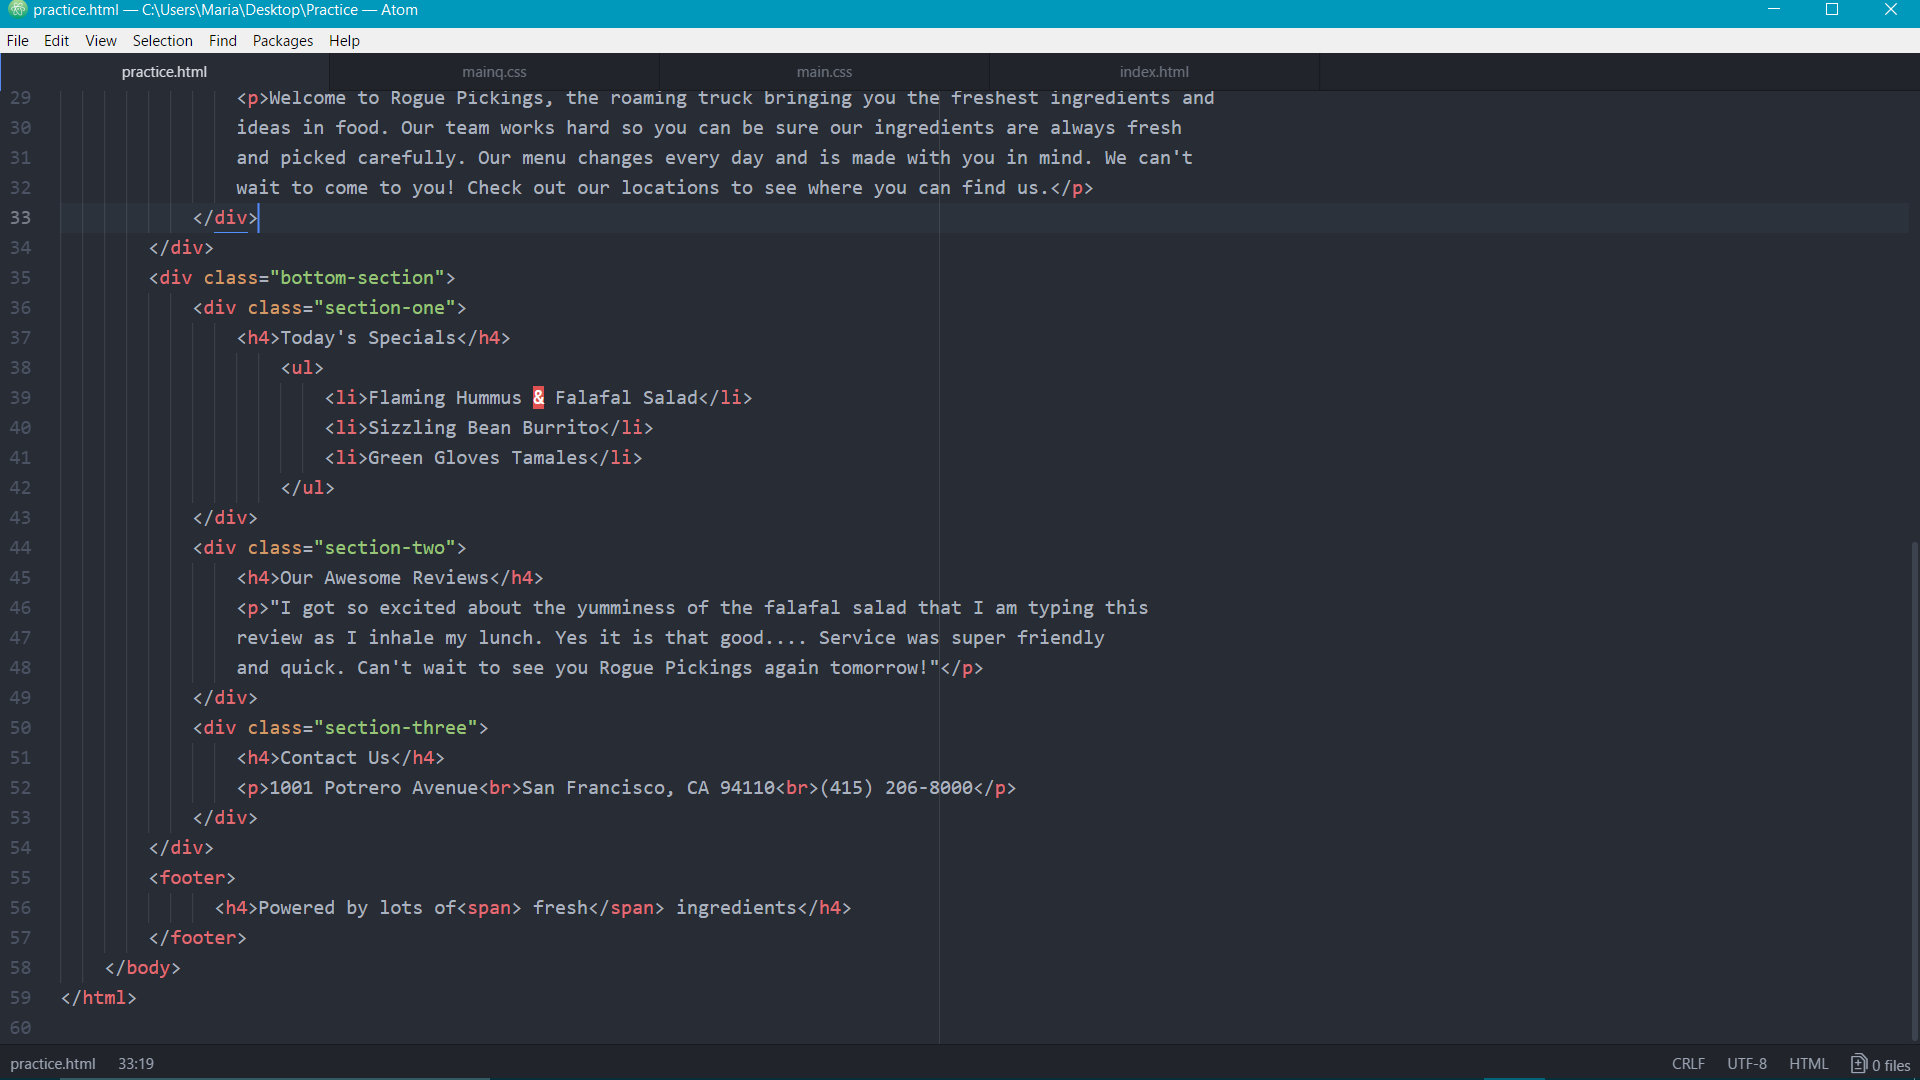 practice.html — C:\Users\Maria\Desktop\Practice — Atom
File Edit View Selection Find Packages Help
practice.html mainq.css main.css index.html
29 <p>Welcome to Rogue Pickings, the roaming truck bringing you the freshest ingredients and
30 ideas in food. Our team works hard so you can be sure our ingredients are always fresh
31 and picked carefully. Our menu changes every day and is made with you in mind. We can't
32 wait to come to you! Check out our locations to see where you can find us.</p>
33 </div>
34 </div>
35 <div class="bottom-section">
36 <div class="section-one">
37 <h4>Today's Specials</h4>
38 <ul>
39 <li>Flaming Hummus & Falafal Salad</li>
40 <li>Sizzling Bean Burrito</li>
41 <li>Green Gloves Tamales</li>
42 </ul>
43 </div>
44 <div class="section-two">
45 <h4>Our Awesome Reviews</h4>
46 <p>"I got so excited about the yumminess of the falafal salad that I am typing this
47 review as I inhale my lunch. Yes it is that good.... Service was super friendly
48 and quick. Can't wait to see you Rogue Pickings again tomorrow!"</p>
49 </div>
50 <div class="section-three">
51 <h4>Contact Us</h4>
52 <p>1001 Potrero Avenue<br>San Francisco, CA 94110<br>(415) 206-8000</p>
53 </div>
54 </div>
55 <footer>
56 <h4>Powered by lots of<span> fresh</span> ingredients</h4>
57 </footer>
58 </body>
59 </html>
60
practice.html 33:19 CRLF UTF-8 HTML 0 files